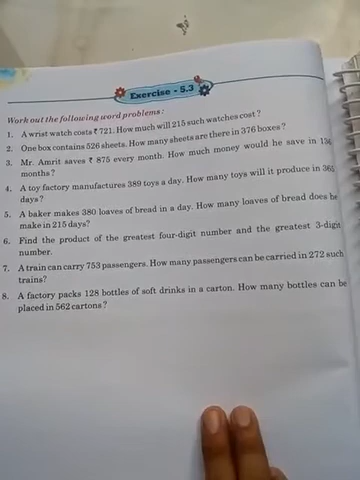 Exercise - 5.3
Work out the following word problems :
1. A wrist watch costs ₹ 721. How much will 215 such watches cost ?
2. One box contains 526 sheets. How many sheets are there in 376 boxes ?
3. Mr. Amrit saves ₹ 875 every month. How much money would he save in
months ?
4. A toy factory manufactures 389 toys a day. How many toys will it produce in 365
days ?
5. A baker makes 380 loaves of bread in a day. How many loaves of bread does he
make in 215 days?
6. Find the product of the greatest four-digit number and the greatest 3-digit
number.
7. A train can carry 753 passengers. How many passengers can be carried in 272 such
trains?
8. A factory packs 128 bottles of soft drinks in a carton. How many bottles can be
placed in 562 cartons ?